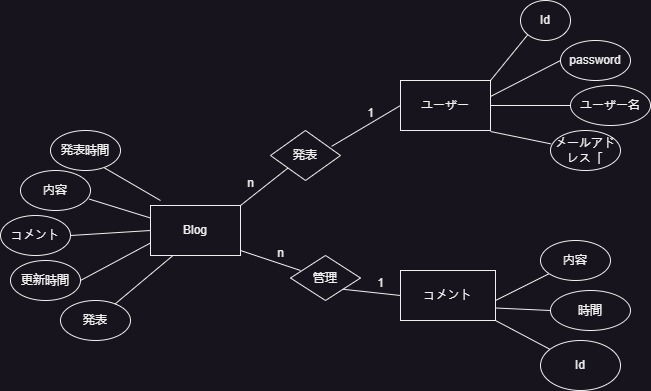 Id
password
ユーザー
ユーザー名
1
発表
メールアド
レス「
発表時間
n
内容
Blog
コメント
n
内容
更新時間
管理
1
コメント
時間
発表
Id